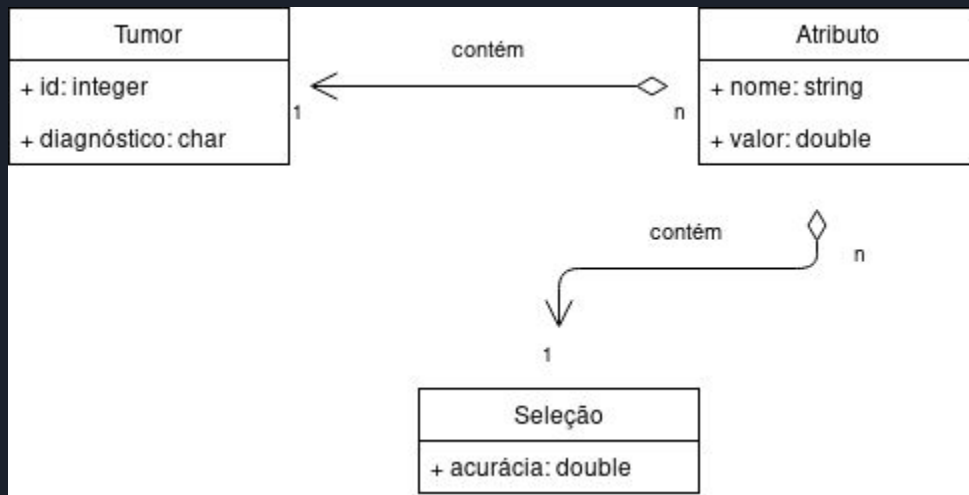 Tumor
+ id: integer
+ diagnóstico: char
contém
1
n
Atributo
+ nome: string
+ valor: double
contém
n
1
Seleção
+ acurácia: double